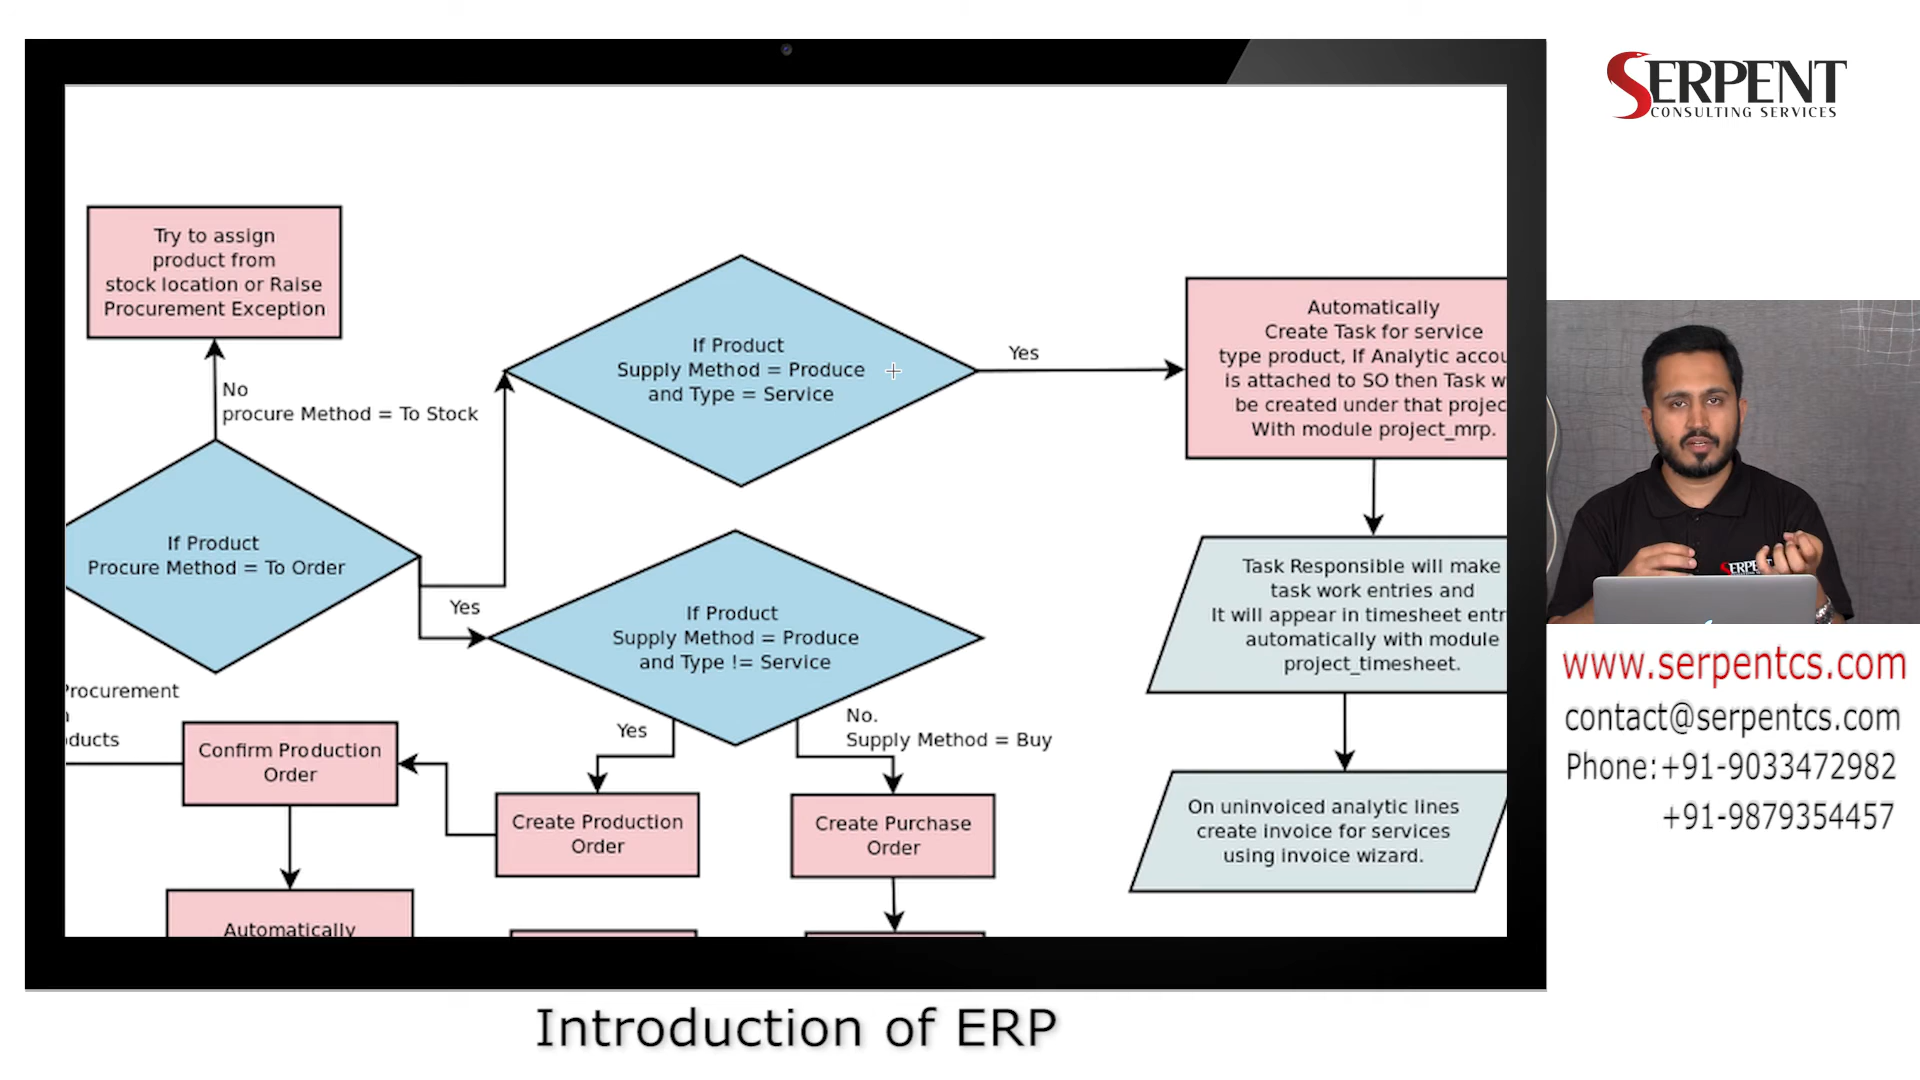 SERPENT
CONSULTING SERVICES
Try to assign
product from
stock location or Raise
Procurement Exception
No
procure Method = To Stock
If Product
Procure Method = To Order
Yes
If Product
Supply Method = Produce
and Type = Service
Yes
Automatically
Create Task for service
type product, If Analytic accou
is attached to SO then Task w
be created under that projec
With module project_mrp.
Task Responsible will make
task work entries and
It will appear in timesheet entr
automatically with module
project_timesheet.
On uninvoiced analytic lines
create invoice for services
using invoice wizard.
If Product
Supply Method = Produce
and Type != Service
Yes
No.
Supply Method = Buy
Procurement
ducts
Confirm Production
Order
Create Production
Order
Create Purchase
Order
Automatically
SERPE
www.serpentcs.com
contact@serpentcs.com
Phone:+91-9033472982
+91-9879354457
Introduction of ERP